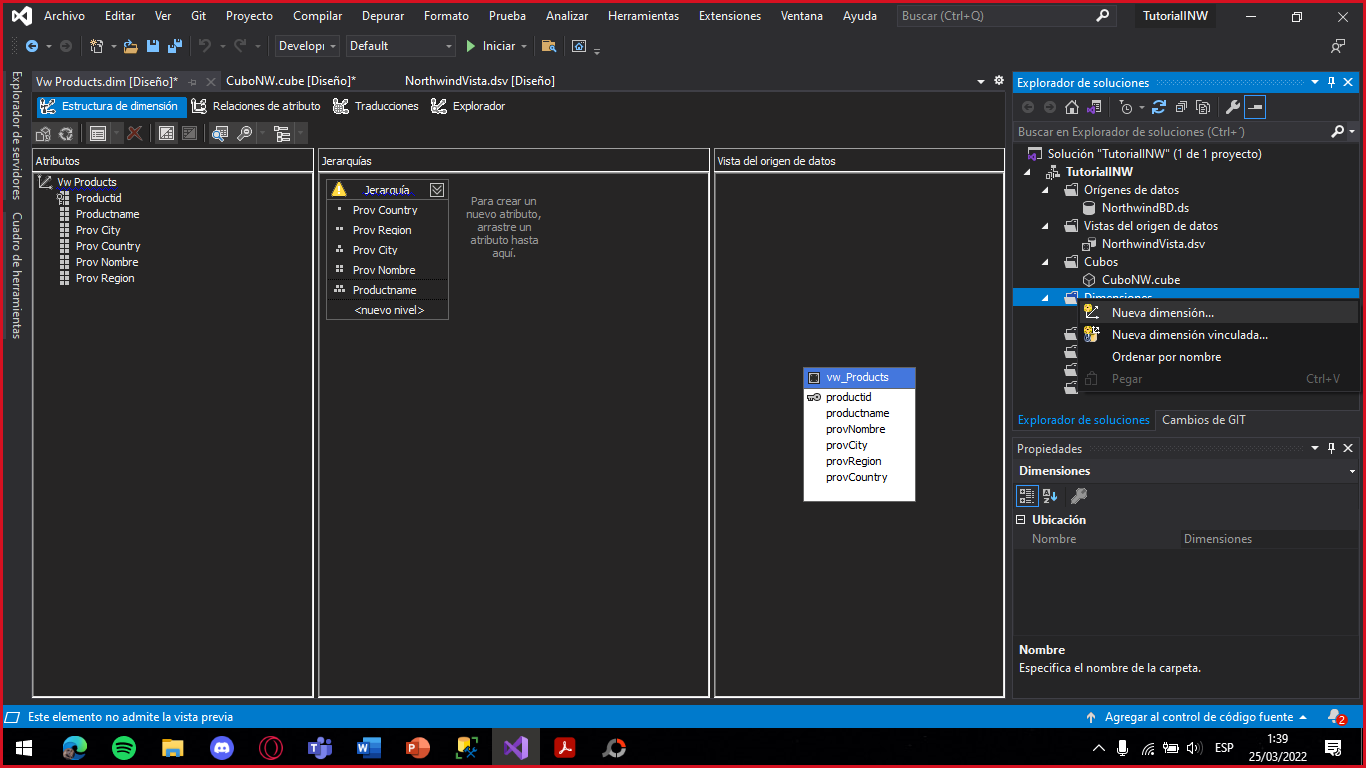 Archivo Editar Ver Git Proyecto Compilar Depurar Formato Prueba Analizar Herramientas Extensiones Ventana Ayuda Buscar (Ctrl+Q) TutorialINW
Developi Default Iniciar
Vw Products.dim [Diseño]* CuboNW.cube [Diseño]* NorthwindVista.dsv [Diseño]
Estructura de dimensión Relaciones de atributo Traducciones Explorador
Explorador de servidores
Cuadro de herramientas
Atributos
Vw Products
Productid
Productname
Prov City
Prov Country
Prov Nombre
Prov Region
Jerarquías
Jerarquía
Prov Country
Prov Region
Prov City
Prov Nombre
Productname
<nuevo nivel>
Para crear un
nuevo atributo,
arrastre un
atributo hasta
aquí.
Vista del origen de datos
vw_Products
productid
productname
provNombre
provCity
provRegion
provCountry
Explorador de soluciones
Buscar en Explorador de soluciones (Ctrl+´)
Solución "TutorialINW" (1 de 1 proyecto)
TutorialINW
Orígenes de datos
NorthwindBD.ds
Vistas del origen de datos
NorthwindVista.dsv
Cubos
CuboNW.cube
Dimensiones
Nueva dimensión...
Nueva dimensión vinculada...
Ordenar por nombre
Pegar Ctrl+V
Explorador de soluciones Cambios de GIT
Propiedades
Dimensiones
Ubicación
Nombre Dimensiones
Nombre
Especifica el nombre de la carpeta.
Este elemento no admite la vista previa Agregar al control de código fuente 2
ESP 1:39
25/03/2022